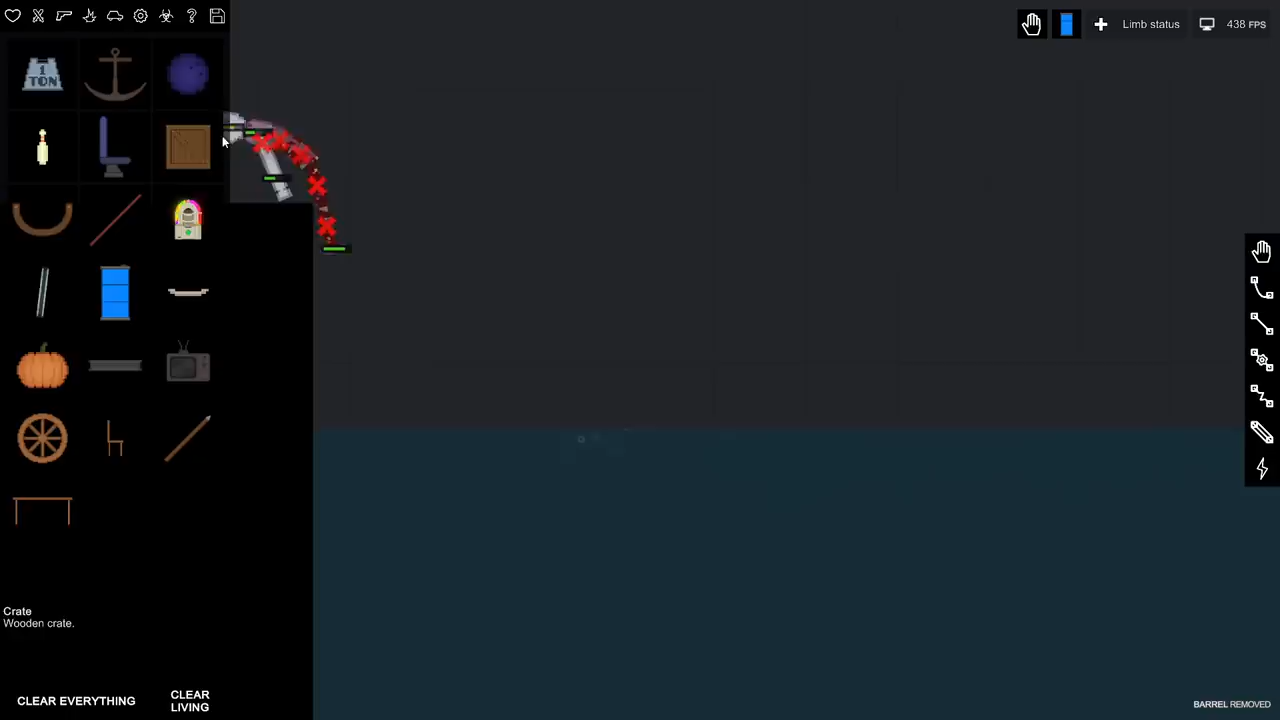 Limb status
438 FPS
1
TON
Crate
Wooden crate.
CLEAR EVERYTHING
CLEAR
LIVING
BARREL REMOVED